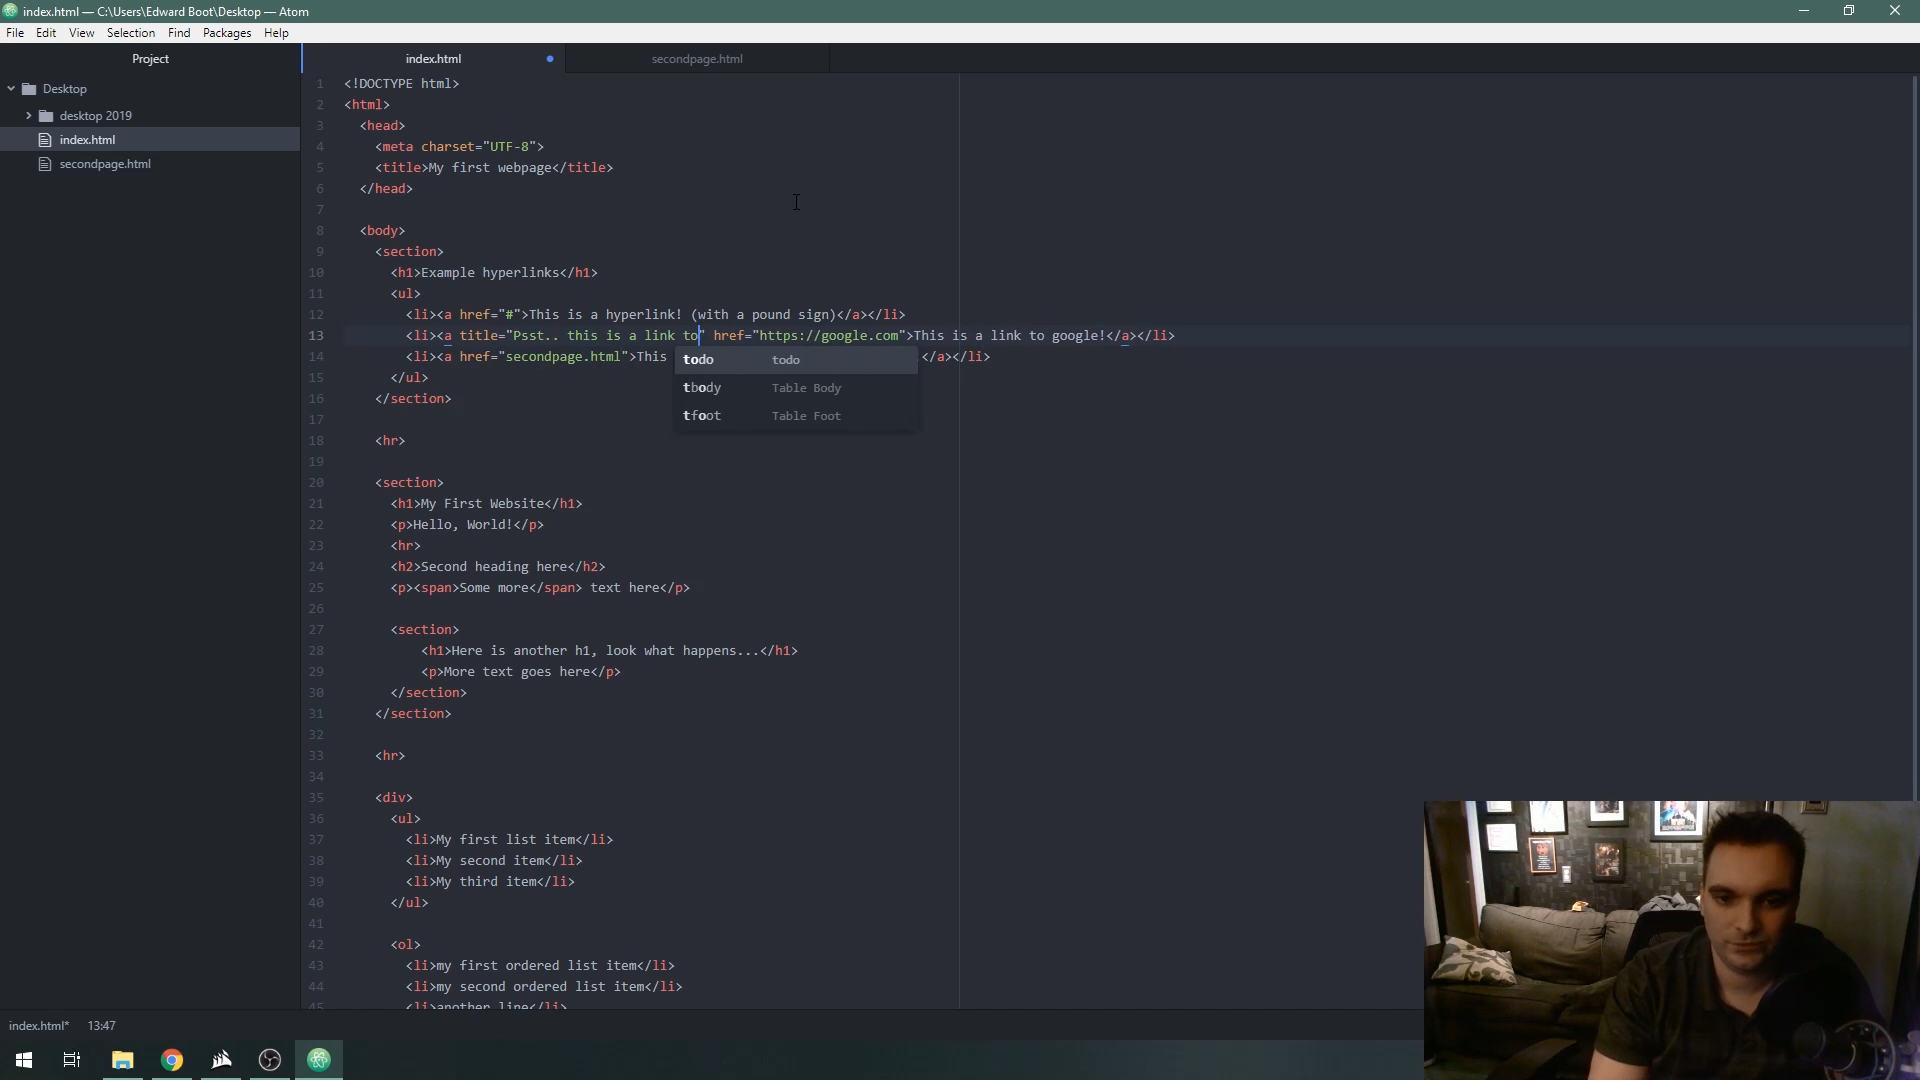 index.html — C:\Users\Edward Boot\Desktop — Atom
File Edit View Selection Find Packages Help
Project
index.html
secondpage.html
Desktop
desktop 2019
index.html
secondpage.html
1 <!DOCTYPE html>
2 <html>
3 <head>
4 <meta charset="UTF-8">
5 <title>My first webpage</title>
6 </head>
7
8 <body>
9 <section>
10 <h1>Example hyperlinks</h1>
11 <ul>
12 <li><a href="#">This is a hyperlink! (with a pound sign)</a></li>
13 <li><a title="Psst.. this is a link to" href="https://google.com">This is a link to google!</a></li>
14 <li><a href="secondpage.html">This </a></li>
todo todo
tbody Table Body
tfoot Table Foot
15 </ul>
16 </section>
17
18 <hr>
19
20 <section>
21 <h1>My First Website</h1>
22 <p>Hello, World!</p>
23 <hr>
24 <h2>Second heading here</h2>
25 <p><span>Some more</span> text here</p>
26
27 <section>
28 <h1>Here is another h1, look what happens...</h1>
29 <p>More text goes here</p>
30 </section>
31 </section>
32
33 <hr>
34
35 <div>
36 <ul>
37 <li>My first list item</li>
38 <li>My second item</li>
39 <li>My third item</li>
40 </ul>
41
42 <ol>
43 <li>my first ordered list item</li>
44 <li>my second ordered list item</li>
45 <li>another line</li>
index.html* 13:47